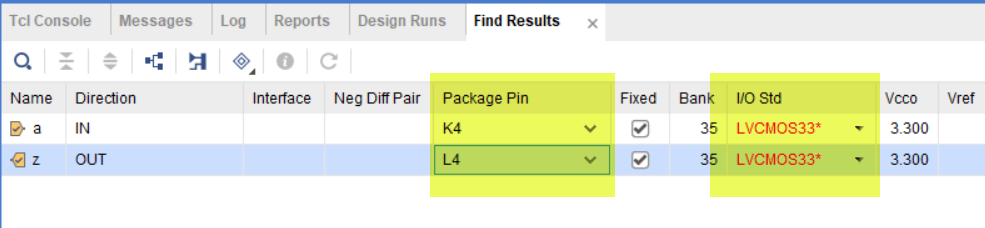 Tcl Console Messages Log Reports Design Runs Find Results ×
Name Direction Interface Neg Diff Pair Package Pin Fixed Bank I/O Std Vcco Vref
a IN K4 35 LVCMOS33* 3.300
z OUT L4 35 LVCMOS33* 3.300